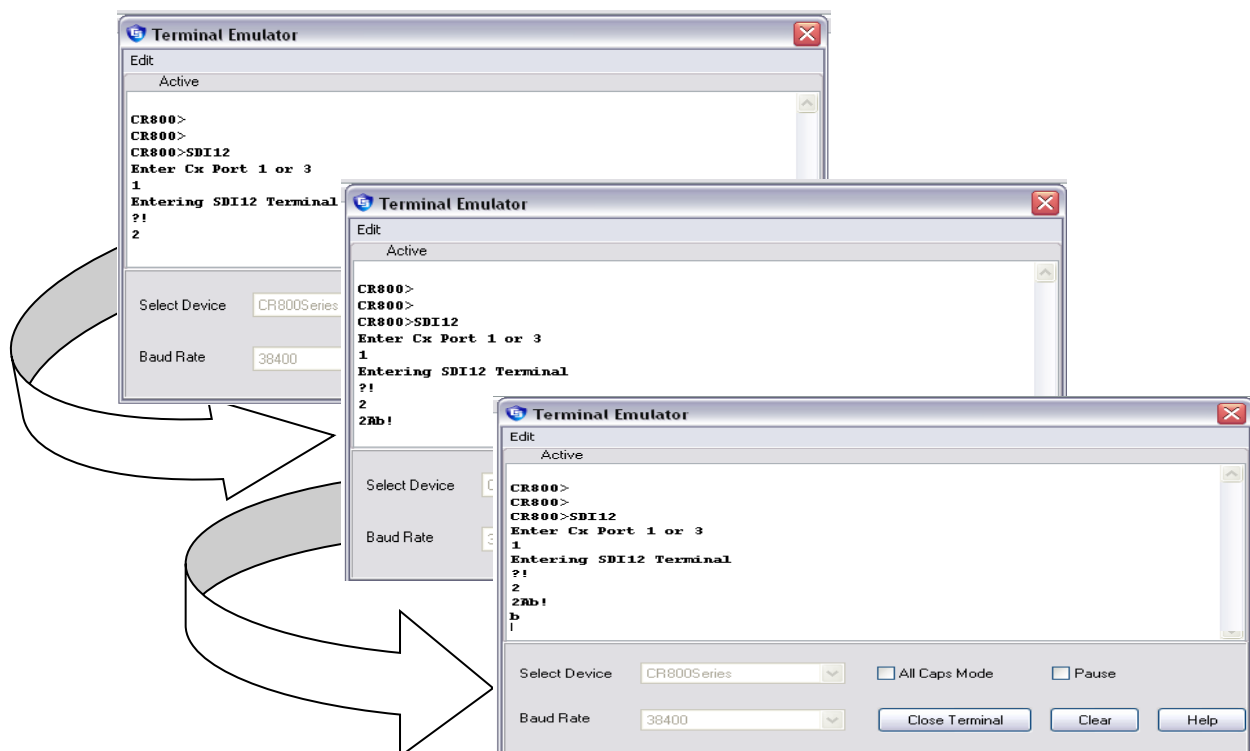 Terminal Emulator
Edit
Active
CR800>
CR800>
CR800>SDI12
Enter Cx Port 1 or 3
1
Entering SDI12 Terminal
?!
2
Select Device CR800Series
Baud Rate 38400
Terminal Emulator
Edit
Active
CR800>
CR800>
CR800>SDI12
Enter Cx Port 1 or 3
1
Entering SDI12 Terminal
?!
2
2Ab!
Select Device
Baud Rate
Terminal Emulator
Edit
Active
CR800>
CR800>
CR800>SDI12
Enter Cx Port 1 or 3
1
Entering SDI12 Terminal
?!
2
2Ab!
b
Select Device CR800Series All Caps Mode Pause
Baud Rate 38400 Close Terminal Clear Help